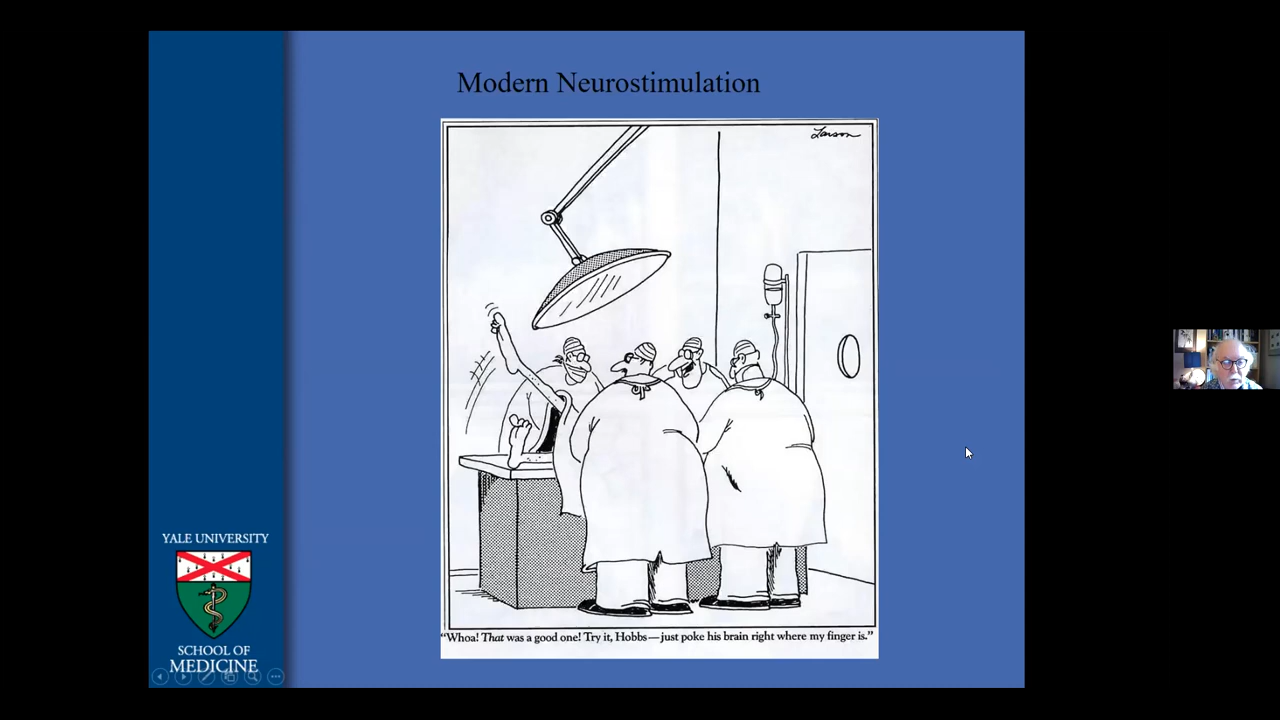 Modern Neurostimulation
Larson
“Whoa! That was a good one! Try it, Hobbs—just poke his brain right where my finger is.”
YALE UNIVERSITY
SCHOOL OF
MEDICINE